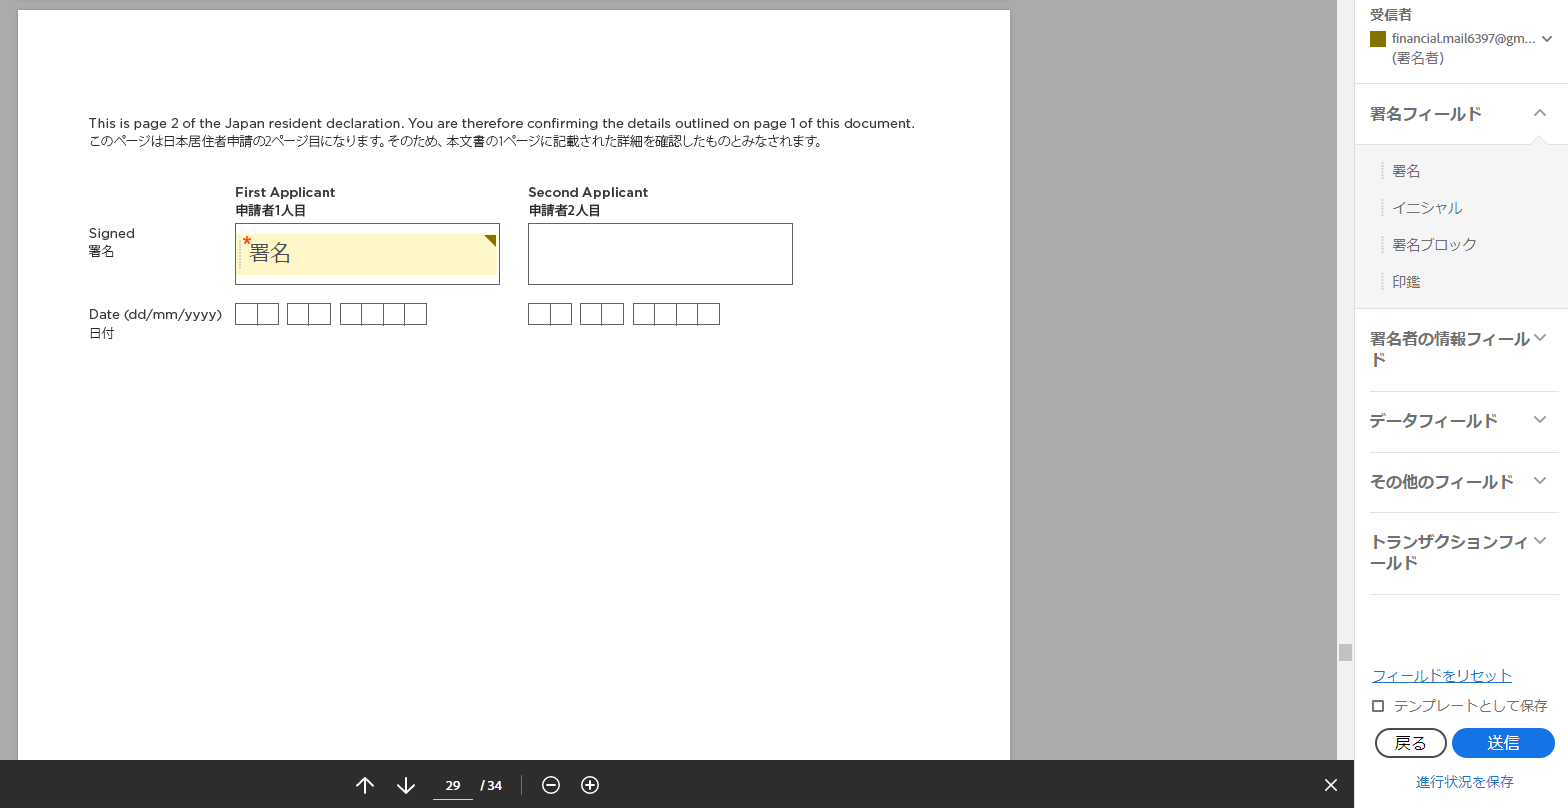 This is page 2 of the Japan resident declaration. You are therefore confirming the details outlined on page 1 of this document.
このページは日本居住者申請の2ページ目になります。そのため、本文書の1ページに記載された詳細を確認したものとみなされます。
First Applicant
申請者1人目
Second Applicant
申請者2人目
Signed
署名
*署名
Date (dd/mm/yyyy)
日付
29 / 34
受信者
financial.mail6397@gm...
(署名者)
署名フィールド
署名
イニシャル
署名ブロック
印鑑
署名者の情報フィール
ド
データフィールド
その他のフィールド
トランザクションフィ
ールド
フィールドをリセット
テンプレートとして保存
戻る
送信
進行状況を保存